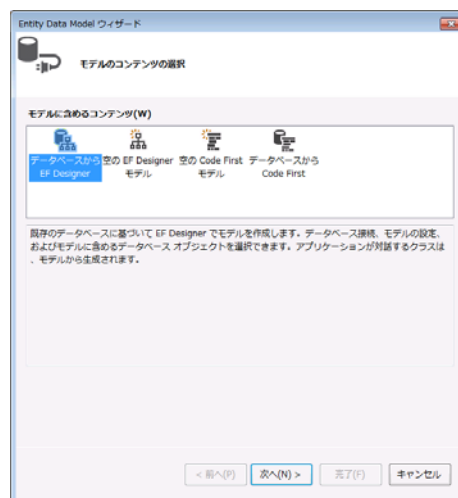 Entity Data Model ウィザード
モデルのコンテンツの選択
モデルに含めるコンテンツ(W)
データベースから 空の EF Designer 空の Code First データベースから
EF Designer モデル モデル Code First
既存のデータベースに基づいて EF Designer でモデルを作成します。データベース接続、モデルの設定、
およびモデルに含めるデータベース オブジェクトを選択できます。アプリケーションが対話するクラスは
、モデルから生成されます。
< 前へ(P) 次へ(N) > 完了(F) キャンセル